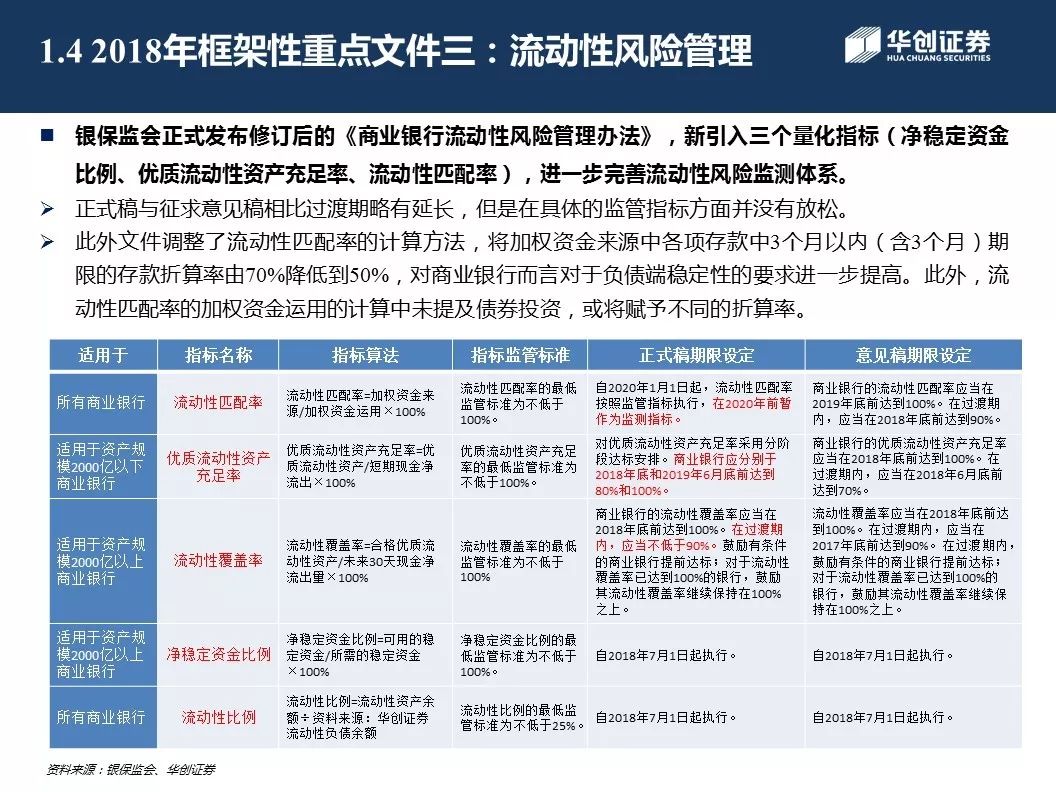 1.4 2018年框架性重点文件三：流动性风险管理
华创证券
HUA CHUANG SECURITIES
■ 银保监会正式发布修订后的《商业银行流动性风险管理办法》，新引入三个量化指标（净稳定资金
比例、优质流动性资产充足率、流动性匹配率），进一步完善流动性风险监测体系。
➢ 正式稿与征求意见稿相比过渡期略有延长，但是在具体的监管指标方面并没有放松。
➢ 此外文件调整了流动性匹配率的计算方法，将加权资金来源中各项存款中3个月以内（含3个月）期
限的存款折算率由70%降低到50%，对商业银行而言对于负债端稳定性的要求进一步提高。此外，流
动性匹配率的加权资金运用的计算中未提及债券投资，或将赋予不同的折算率。
适用于 指标名称 指标算法 指标监管标准 正式稿期限设定 意见稿期限设定
所有商业银行
流动性匹配率
流动性匹配率=加权资金来
源/加权资金运用×100%
流动性匹配率的最低
监管标准为不低于
100%。
自2020年1月1日起，流动性匹配率
按照监管指标执行，在2020年前暂
作为监测指标。
商业银行的流动性匹配率应当在
2019年底前达到100%。在过渡期
内，应当在2018年底前达到90%。
适用于资产规
模2000亿以下
商业银行
优质流动性资产
充足率
优质流动性资产充足率=优
质流动性资产/短期现金净
流出×100%
优质流动性资产充足
率的最低监管标准为
不低于100%。
对优质流动性资产充足率采用分阶
段达标安排。商业银行应分别于
2018年底和2019年6月底前达到
80%和100%。
商业银行的优质流动性资产充足率
应当在2018年底前达到100%。在
过渡期内，应当在2018年6月底前
达到70%。
适用于资产规
模2000亿以上
商业银行
流动性覆盖率
流动性覆盖率=合格优质流
动性资产/未来30天现金净
流出量×100%
流动性覆盖率的最低
监管标准为不低于
100%
商业银行的流动性覆盖率应当在
2018年底前达到100%。在过渡期
内，应当不低于90%。鼓励有条件
的商业银行提前达标；对于流动性
覆盖率已达到100%的银行，鼓励
其流动性覆盖率继续保持在100%
之上。
流动性覆盖率应当在2018年底前达
到100%。在过渡期内，应当在
2017年底前达到90%。在过渡期内，
鼓励有条件的商业银行提前达标；
对于流动性覆盖率已达到100%的
银行，鼓励其流动性覆盖率继续保
持在100%之上。
适用于资产规
模2000亿以上
商业银行
净稳定资金比例
净稳定资金比例=可用的稳
定资金/所需的稳定资金
×100%
净稳定资金比例的最
低监管标准为不低于
100%。
自2018年7月1日起执行。
自2018年7月1日起执行。
所有商业银行
流动性比例
流动性比例=流动性资产余
额÷资料来源：华创证券
流动性负债余额
流动性比例的最低监
管标准为不低于25%。
自2018年7月1日起执行。
自2018年7月1日起执行。
资料来源：银保监会、华创证券